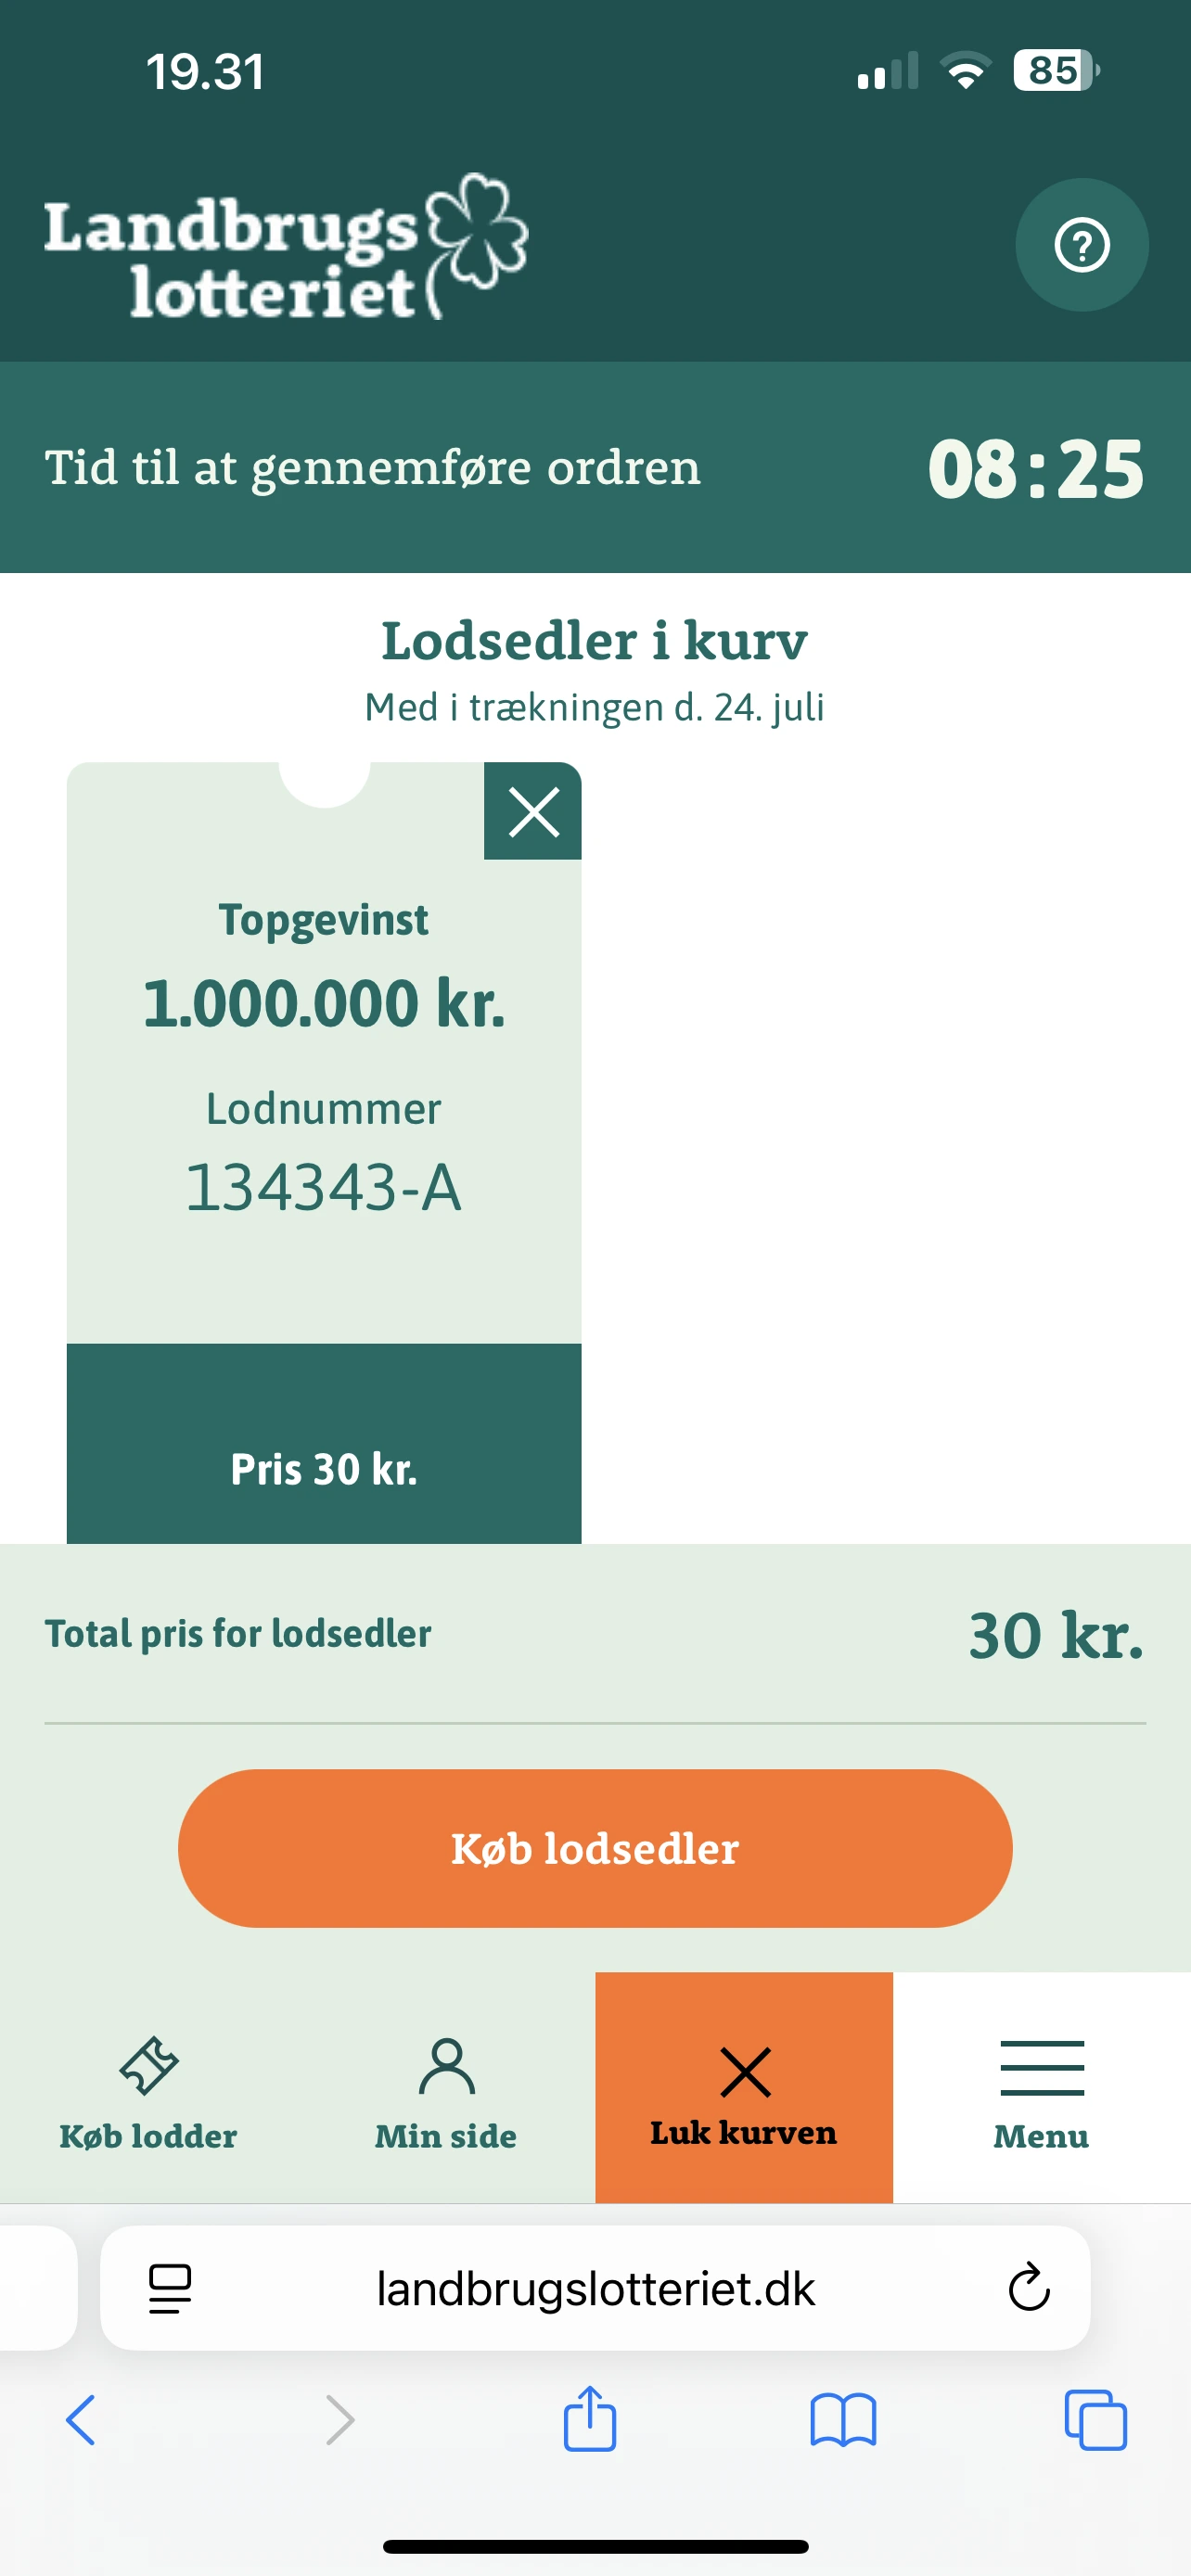 19.31
85
Landbrugs
lotteriet
Tid til at gennemføre ordren
08:25
Lodsedler i kurv
Med i trækningen d. 24. juli
Topgevinst
1.000.000 kr.
Lodnummer
134343-A
Pris 30 kr.
Total pris for lodsedler
30 kr.
Køb lodsedler
Køb lodder
Min side
Luk kurven
Menu
landbrugslotteriet.dk